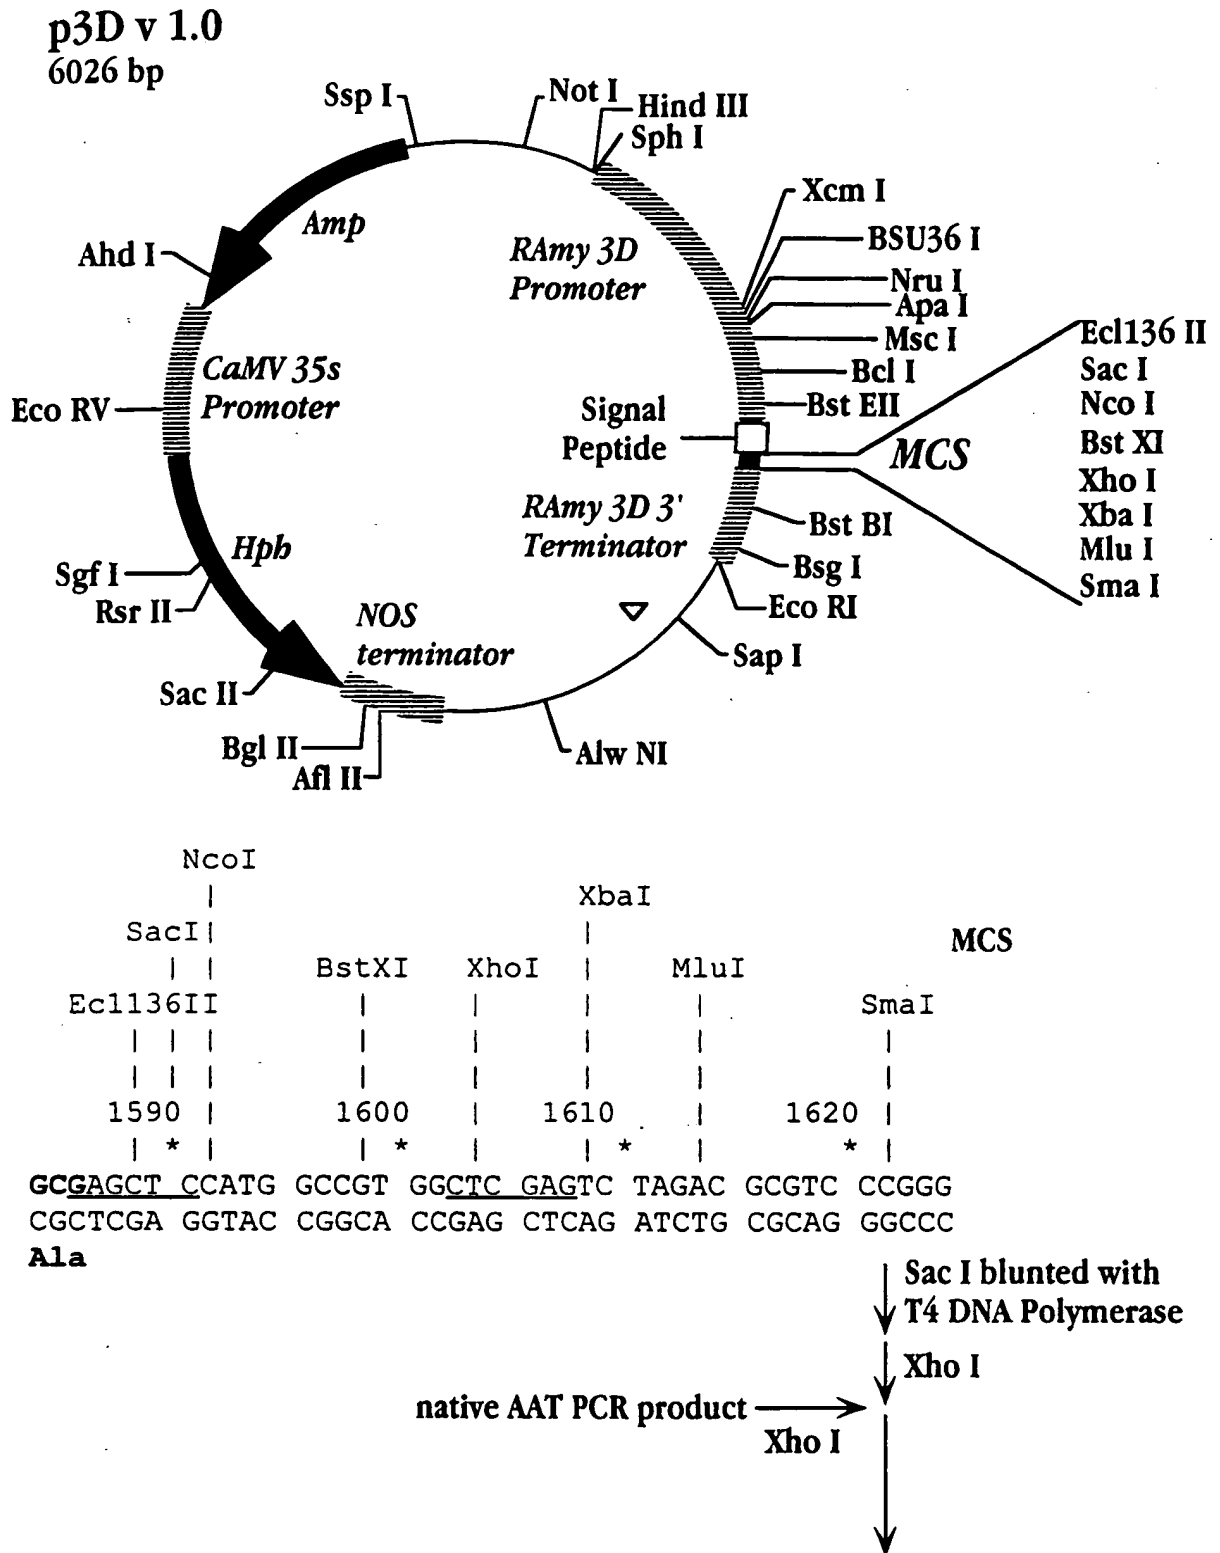 p3D v 1.0
6026 bp
Ssp I
Not I
Hind III
Sph I
Xcm I
BSU36 I
Nru I
Apa I
Msc I
Bcl I
Bst EII
Amp
RAmy 3D
Promoter
Ahd I
CaMV 35s
Promoter
Eco RV
Signal
Peptide
MCS
Ecl136 II
Sac I
Nco I
Bst XI
Xho I
Xba I
Mlu I
Sma I
RAmy 3D 3'
Terminator
Bst BI
Bsg I
Eco RI
Sap I
Hph
Sgf I
Rsr II
NOS
terminator
Sac II
Bgl II
Afl II
Alw NI
NcoI
XbaI
SacI
MCS
BstXI XhoI MluI
Ecl136II SmaI
1590 1600 1610 1620
* * * *
GCGAGCT CCATG GCCGT GGCTC GAGTC TAGAC GCGTC CCGGG
CGCTCGA GGTAC CGGCA CCGAG CTCAG ATCTG CGCAG GGCCC
Ala
Sac I blunted with
T4 DNA Polymerase
Xho I
native AAT PCR product
Xho I